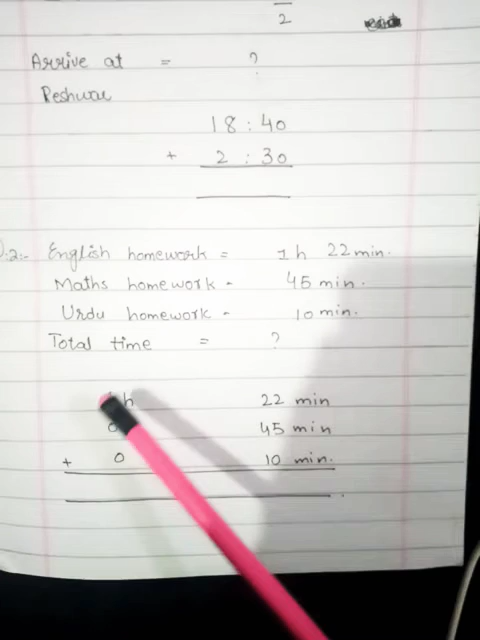 2
Arrive at = ?
Peshwar
18 : 40
+ 2 : 30
Q.2:- English homework = 1 h 22 min.
Maths homework - 45 min.
Urdu homework - 10 min.
Total time = ?
h 22 min
0 45 min
+ 0 10 min.